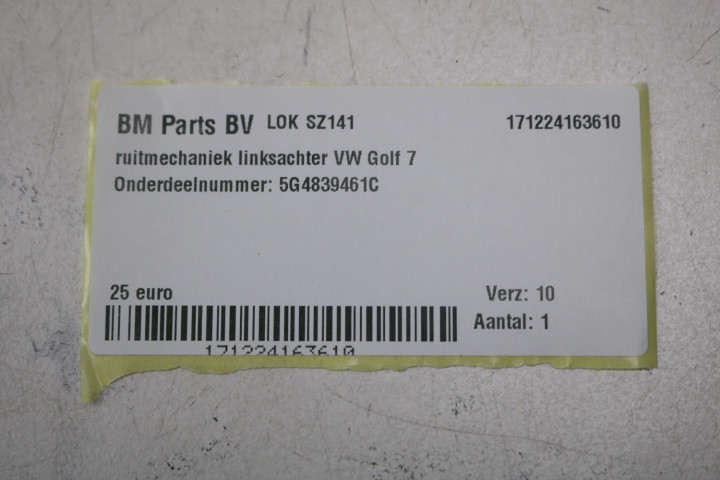 BM Parts BV LOK SZ141 171224163610
ruitmechaniek linksachter VW Golf 7
Onderdeelnummer: 5G4839461C
25 euro Verz: 10
Aantal: 1
171224163610